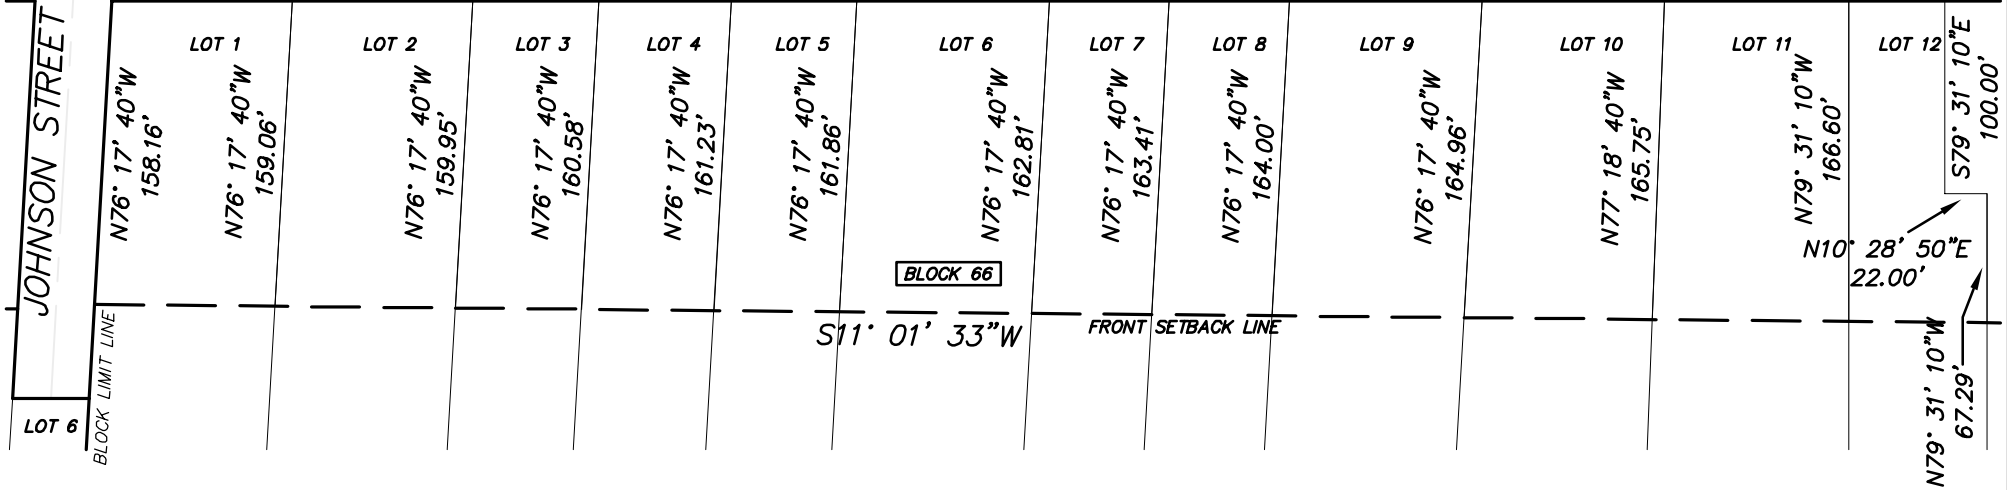 JOHNSON STREET
LOT 1
LOT 2
LOT 3
LOT 4
LOT 5
LOT 6
LOT 7
LOT 8
LOT 9
LOT 10
LOT 11
LOT 12
N76° 17' 40"W
158.16'
N76° 17' 40"W
159.06'
N76° 17' 40"W
159.95'
N76° 17' 40"W
160.58'
N76° 17' 40"W
161.23'
N76° 17' 40"W
161.86'
N76° 17' 40"W
162.81'
N76° 17' 40"W
163.41'
N76° 17' 40"W
164.00'
N76° 17' 40"W
164.96'
N77° 18' 40"W
165.75'
N79° 31' 10"W
166.60'
S79° 31' 10"E
100.00'
N10° 28' 50"E
22.00'
BLOCK 66
S11° 01' 33"W
FRONT SETBACK LINE
BLOCK LIMIT LINE
LOT 6
N79° 31' 10"W
67.29'